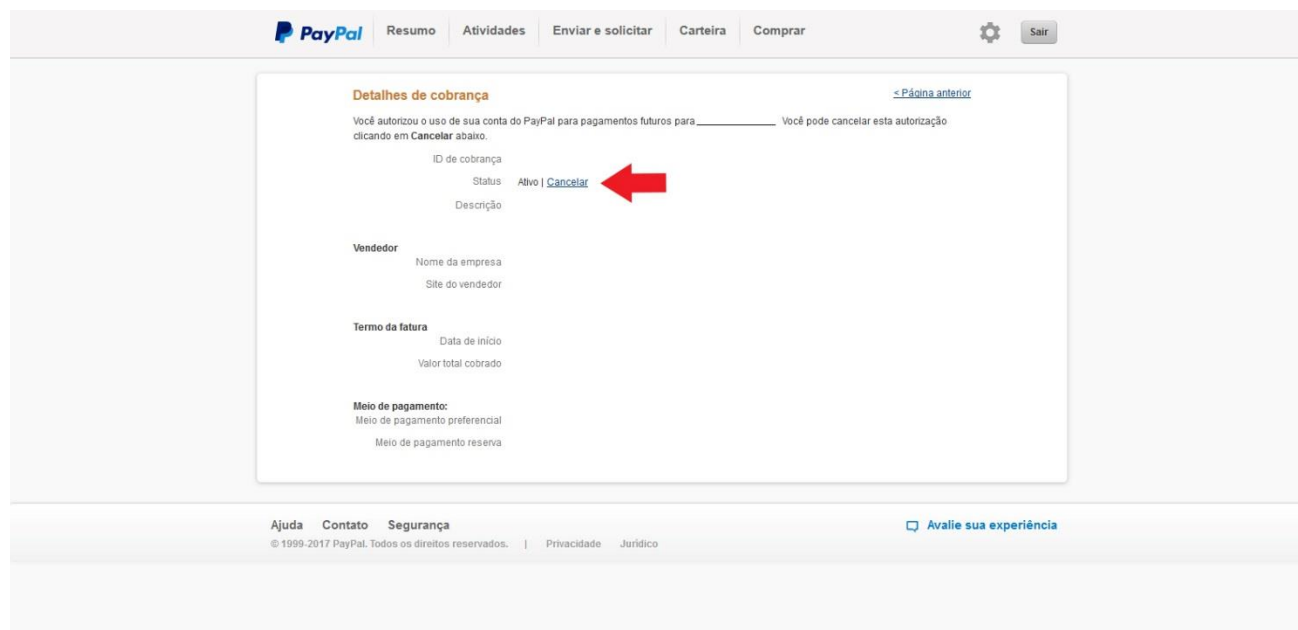 PayPal Resumo Atividades Enviar e solicitar Carteira Comprar Sair
Detalhes de cobrança < Página anterior
Você autorizou o uso de sua conta do PayPal para pagamentos futuros para ______________ Você pode cancelar esta autorização
clicando em Cancelar abaixo.
ID de cobrança
Status Ativo | Cancelar
Descrição
Vendedor
Nome da empresa
Site do vendedor
Termo da fatura
Data de início
Valor total cobrado
Meio de pagamento:
Meio de pagamento preferencial
Meio de pagamento reserva
Ajuda Contato Segurança Avalie sua experiência
© 1999-2017 PayPal. Todos os direitos reservados. | Privacidade Jurídico